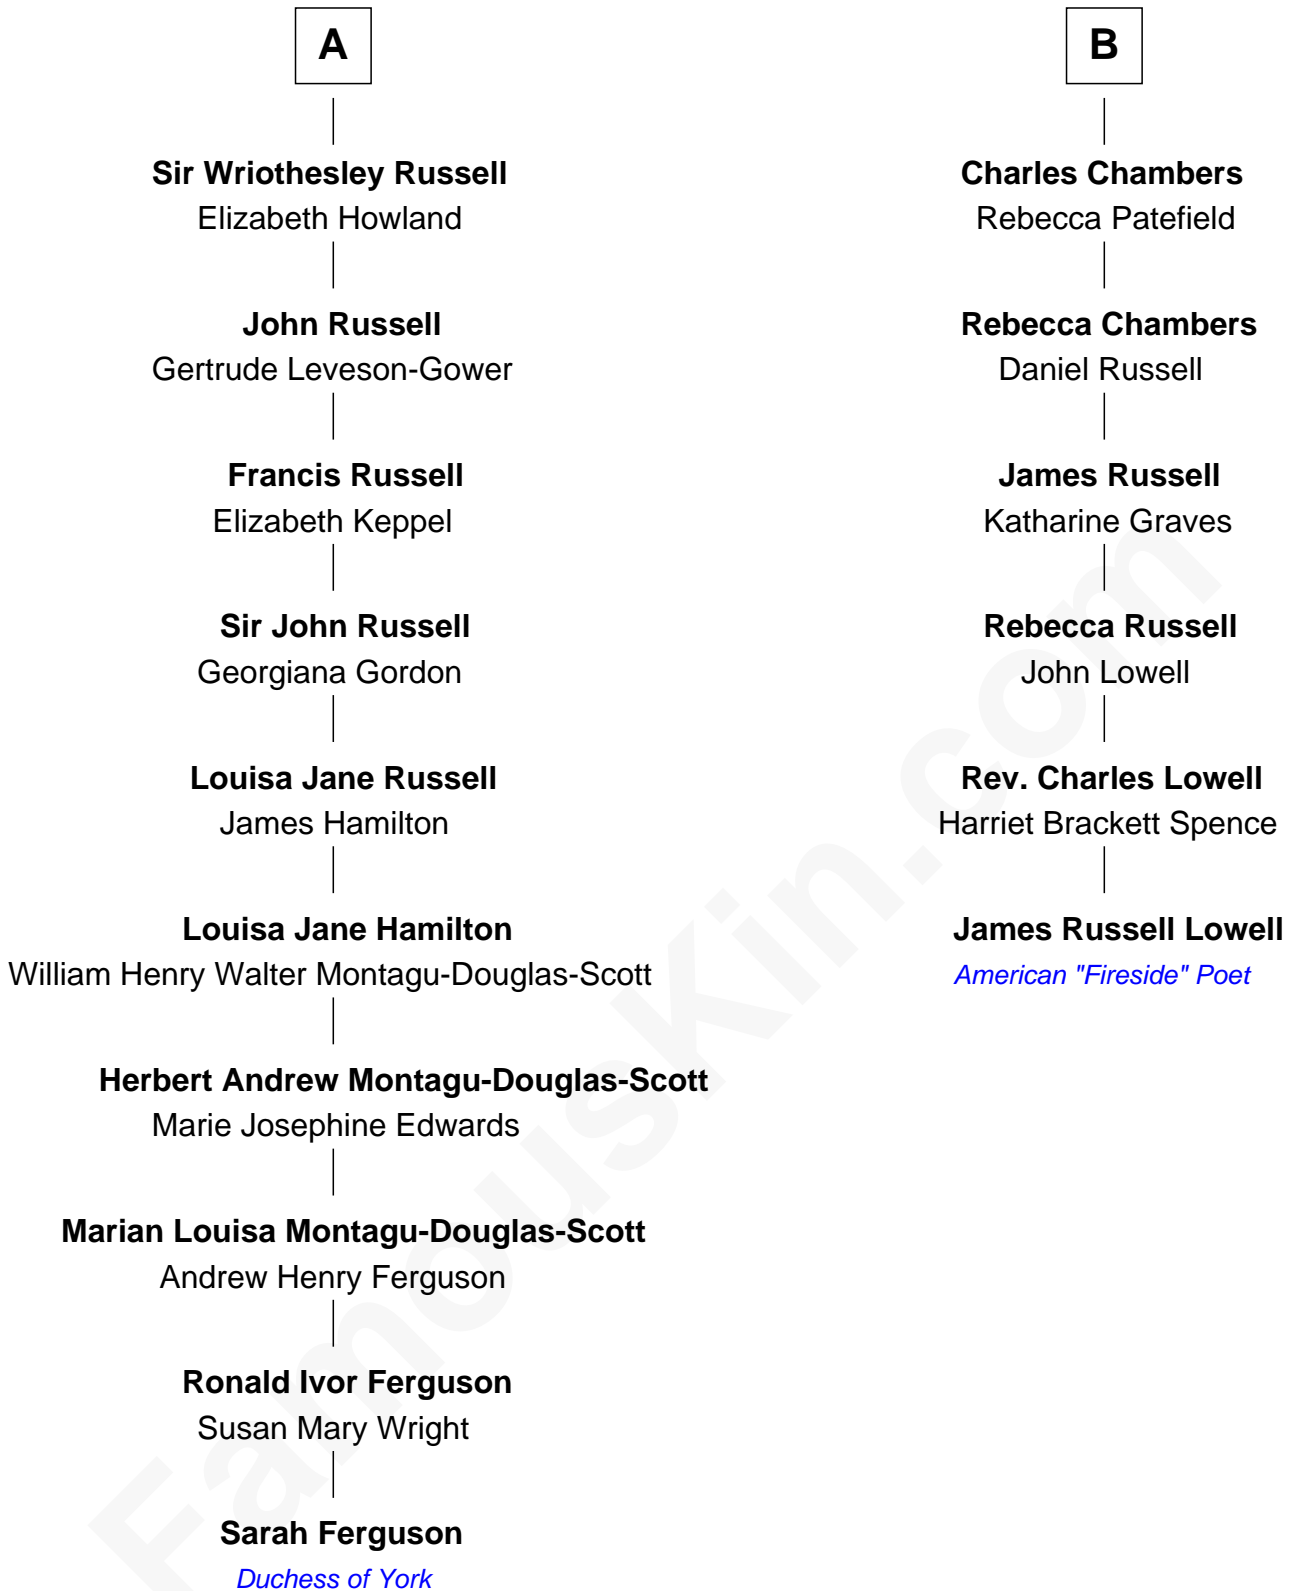 A
Sir Wriothesley Russell
Elizabeth Howland
John Russell
Gertrude Leveson-Gower
Francis Russell
Elizabeth Keppel
Sir John Russell
Georgiana Gordon
Louisa Jane Russell
James Hamilton
Louisa Jane Hamilton
William Henry Walter Montagu-Douglas-Scott
Herbert Andrew Montagu-Douglas-Scott
Marie Josephine Edwards
Marian Louisa Montagu-Douglas-Scott
Andrew Henry Ferguson
Ronald Ivor Ferguson
Susan Mary Wright
Sarah Ferguson
Duchess of York
B
Charles Chambers
Rebecca Patefield
Rebecca Chambers
Daniel Russell
James Russell
Katharine Graves
Rebecca Russell
John Lowell
Rev. Charles Lowell
Harriet Brackett Spence
James Russell Lowell
American "Fireside" Poet
FamousKin.com